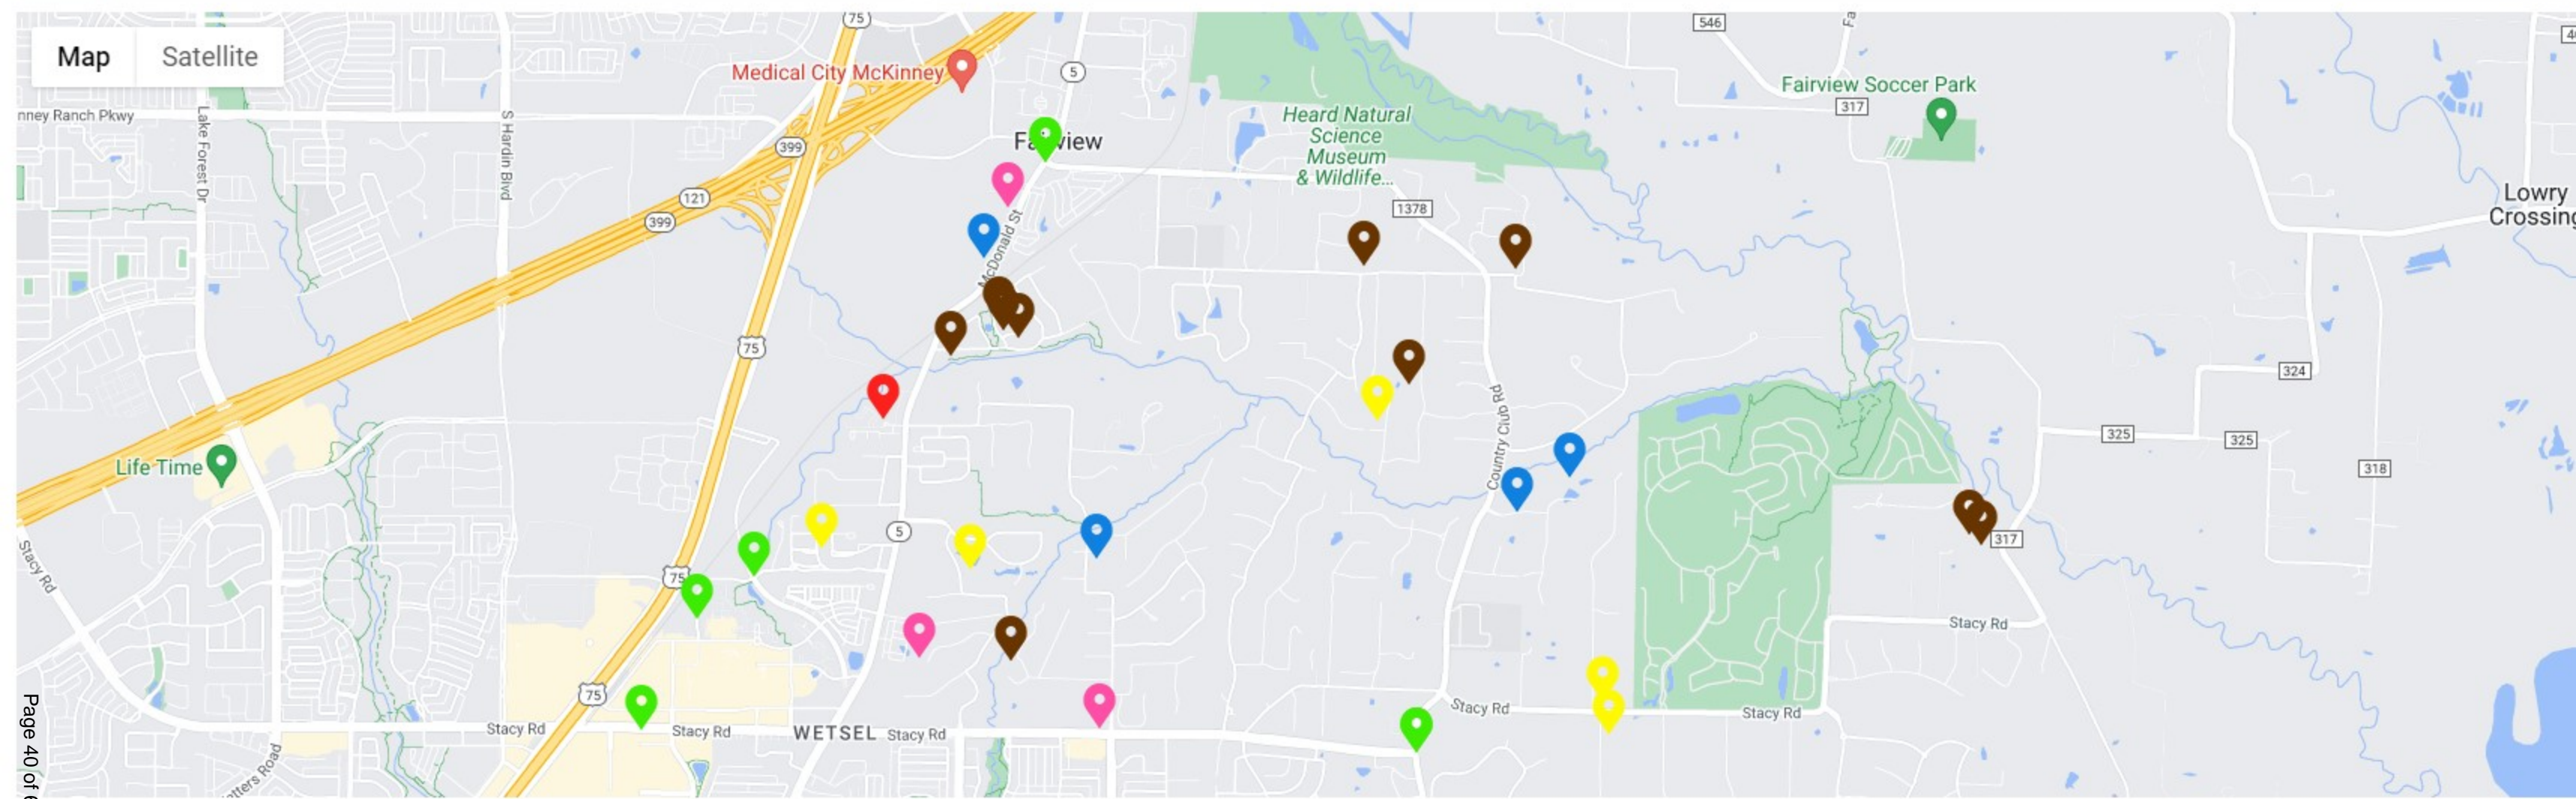 Map
Satellite
75
546
Medical City McKinney
5
Fairview Soccer Park
317
nney Ranch Pkwy
Lake Forest Dr
S Hardin Blvd
399
Heard Natural
Science
Museum
& Wildlife...
121
399
1378
Lowry
Crossing
McDonald St
75
324
Country Club Rd
325
325
318
Life Time
5
317
Stacy Rd
75
Stacy Rd
75
Stacy Rd
Stacy Rd
Stacy Rd
WETSEL
Stacy Rd
Stacy Rd
atters Road
Page 40 of